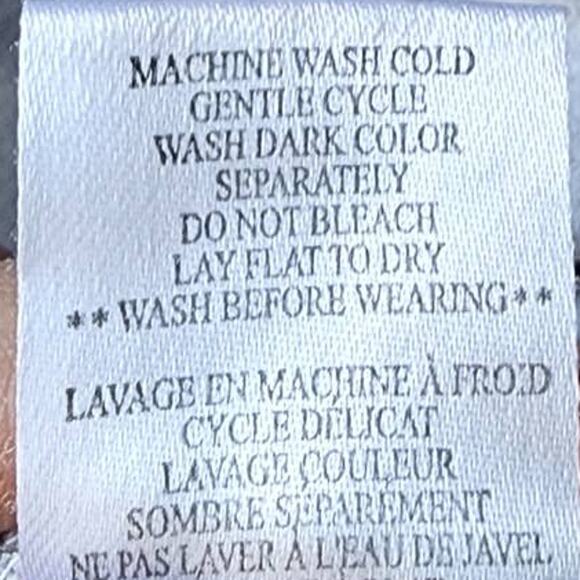 MACHINE WASH COLD
GENTLE CYCLE
WASH DARK COLOR
SEPARATELY
DO NOT BLEACH
LAY FLAT TO DRY
** WASH BEFORE WEARING **
LAVAGE EN MACHINE À FROID
CYCLE DÉLICAT
LAVAGE COULEUR
SOMBRE SÉPARÉMENT
NE PAS LAVER À L'EAU DE JAVEL